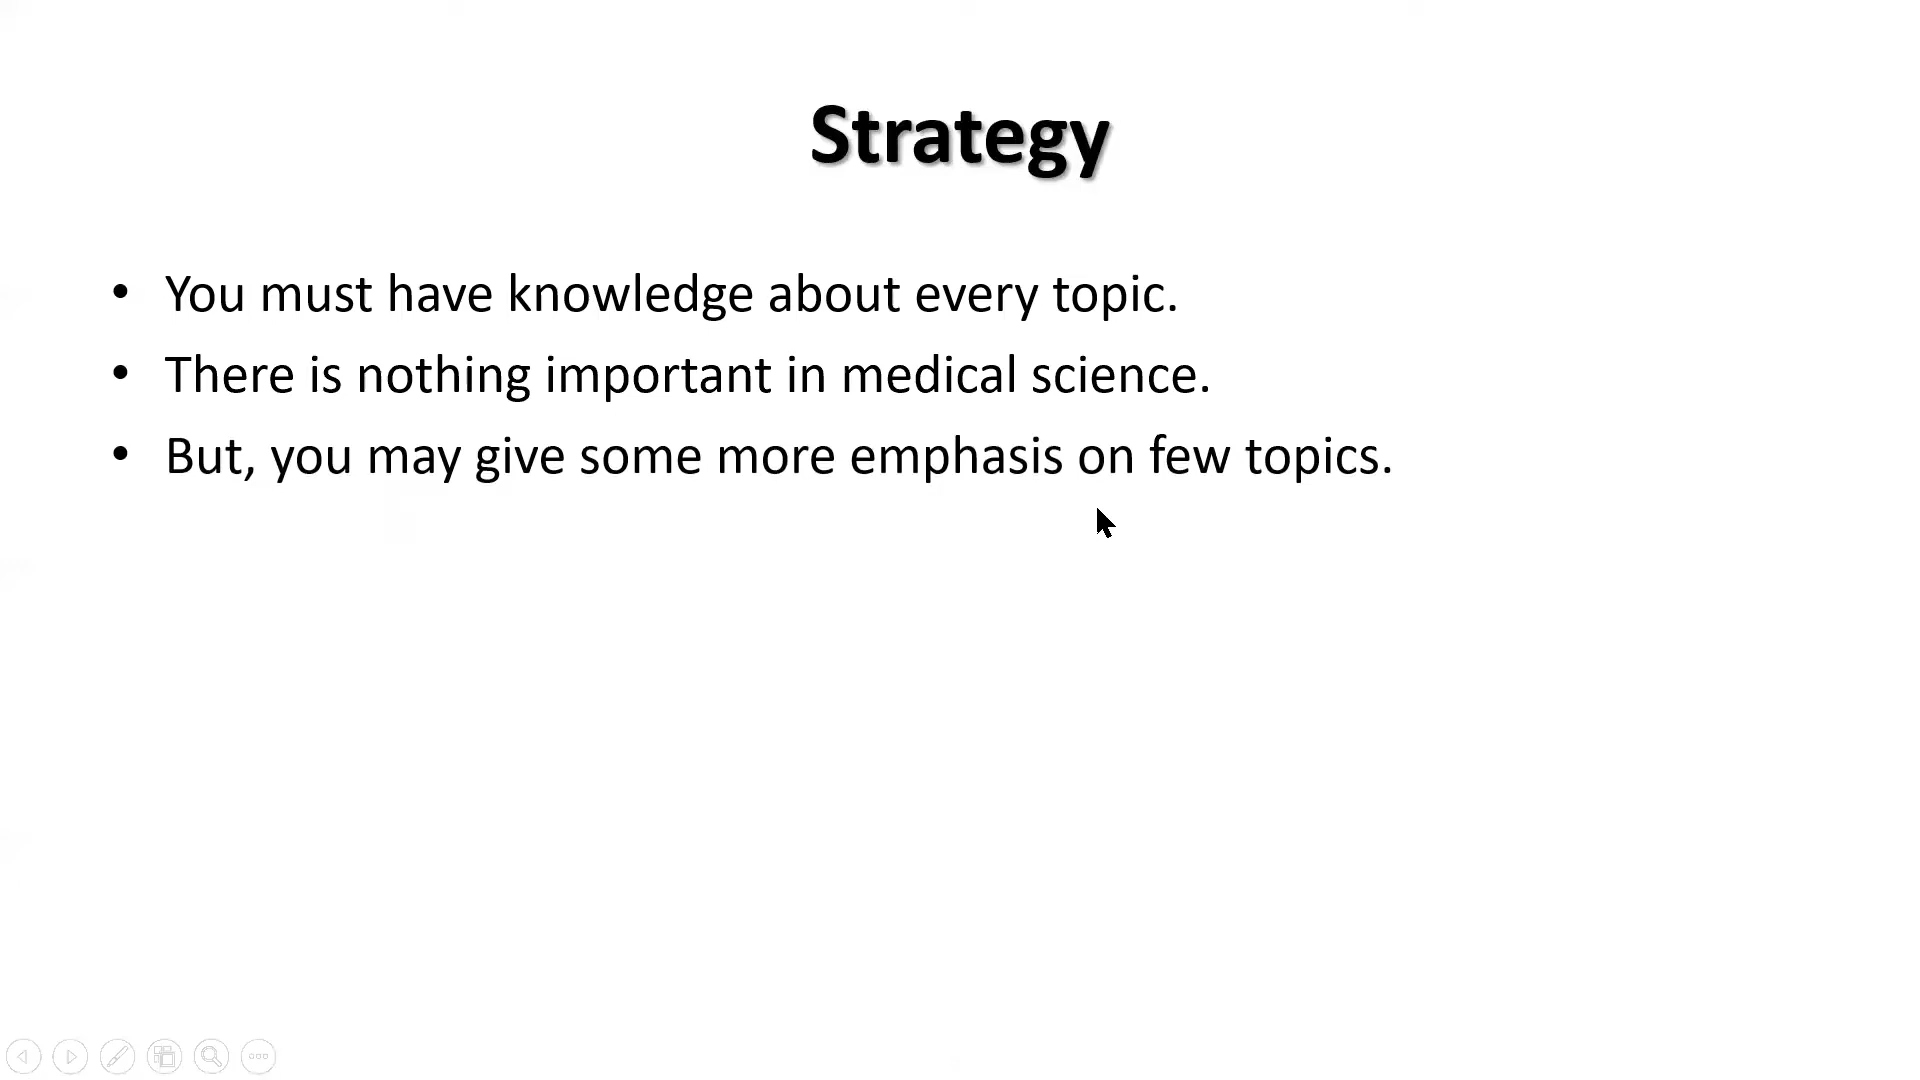 Strategy
• You must have knowledge about every topic.
• There is nothing important in medical science.
• But, you may give some more emphasis on few topics.